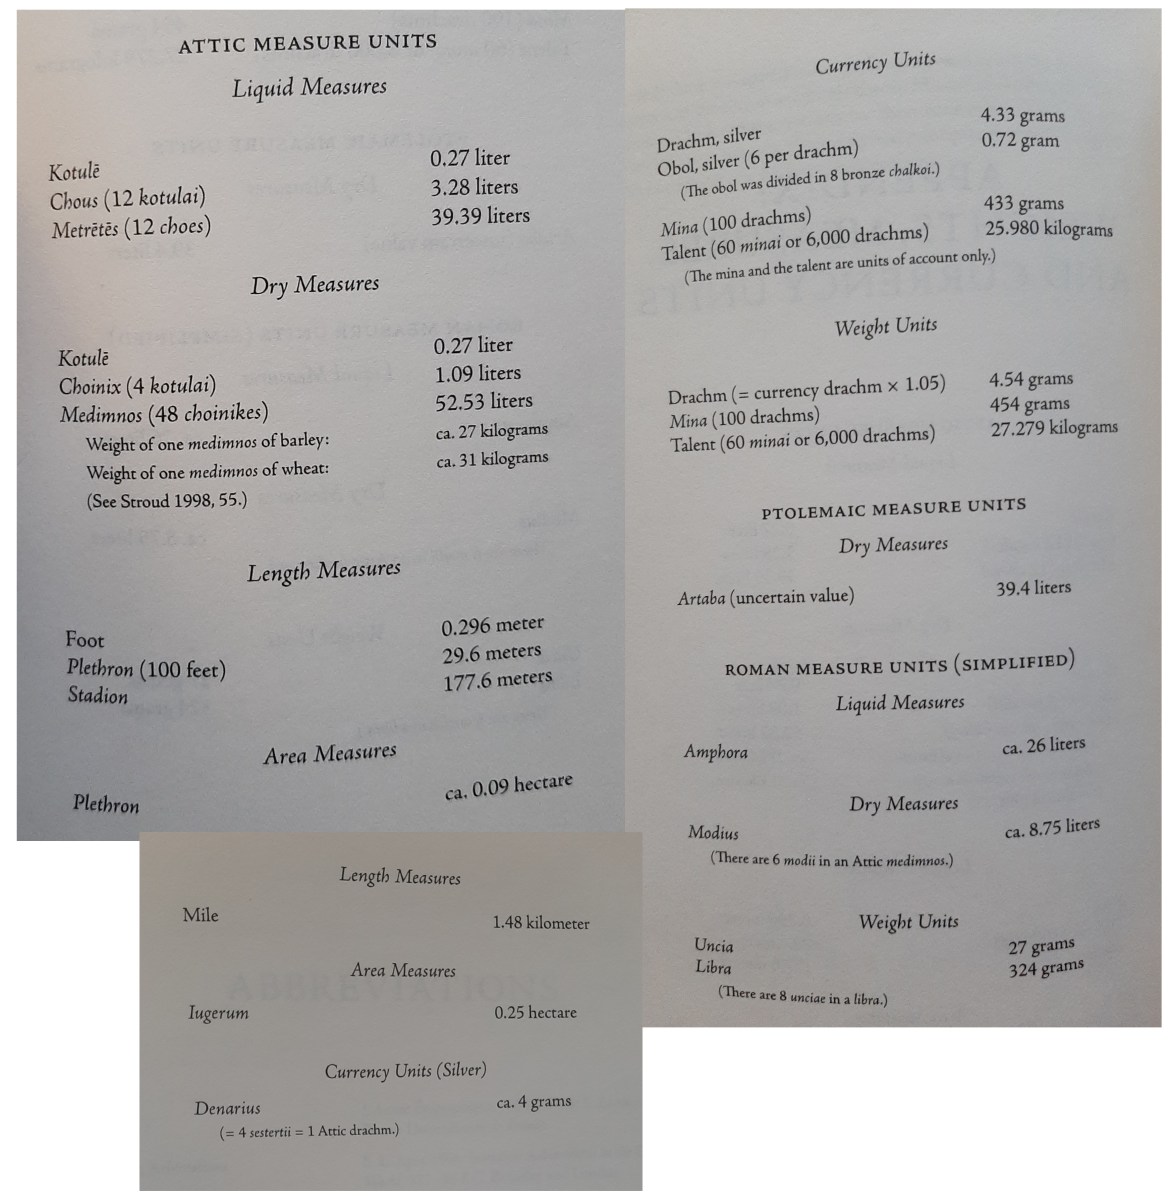 ATTIC MEASURE UNITS
Liquid Measures
Kotulē 0.27 liter
Chous (12 kotulai) 3.28 liters
Metrētēs (12 choes) 39.39 liters
Dry Measures
Kotulē 0.27 liter
Choinix (4 kotulai) 1.09 liters
Medimnos (48 choinikes) 52.53 liters
Weight of one medimnos of barley: ca. 27 kilograms
Weight of one medimnos of wheat: ca. 31 kilograms
(See Stroud 1998, 55.)
Length Measures
Foot 0.296 meter
Plethron (100 feet) 29.6 meters
Stadion 177.6 meters
Area Measures
Plethron ca. 0.09 hectare
Currency Units
Drachm, silver 4.33 grams
Obol, silver (6 per drachm) 0.72 gram
(The obol was divided in 8 bronze chalkoi.)
Mina (100 drachms) 433 grams
Talent (60 minai or 6,000 drachms) 25.980 kilograms
(The mina and the talent are units of account only.)
Weight Units
Drachm (= currency drachm × 1.05) 4.54 grams
Mina (100 drachms) 454 grams
Talent (60 minai or 6,000 drachms) 27.279 kilograms
PTOLEMAIC MEASURE UNITS
Dry Measures
Artaba (uncertain value) 39.4 liters
ROMAN MEASURE UNITS (SIMPLIFIED)
Liquid Measures
Amphora ca. 26 liters
Dry Measures
Modius ca. 8.75 liters
(There are 6 modii in an Attic medimnos.)
Weight Units
Uncia 27 grams
Libra 324 grams
(There are 8 unciae in a libra.)
Length Measures
Mile 1.48 kilometer
Area Measures
Iugerum 0.25 hectare
Currency Units (Silver)
Denarius ca. 4 grams
(= 4 sestertii = 1 Attic drachm.)